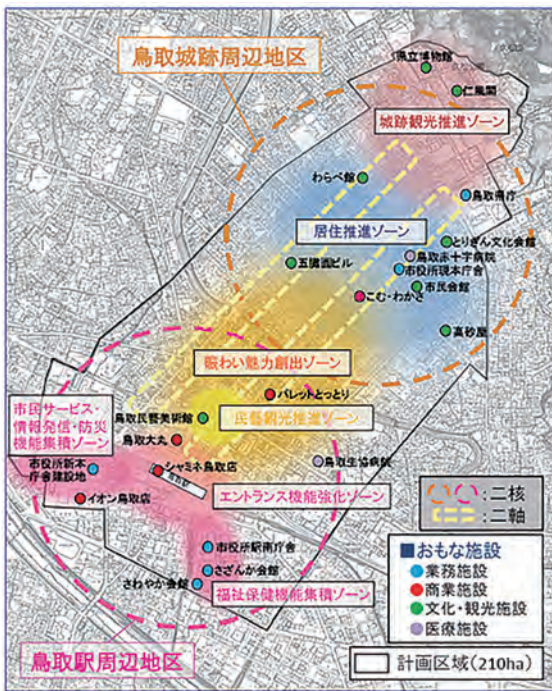 鳥取城跡周辺地区
県立博物館
仁風閣
城跡観光推進ゾーン
わらべ館
鳥取県庁
居住推進ゾーン
とりぎん文化会館
鳥取赤十字病院
五臓圓ビル
市役所現本庁舎
市民会館
こむ・わかさ
高砂屋
賑わい魅力創出ゾーン
パレットとっとり
市民サービス・
情報発信・防災
機能集積ゾーン
鳥取民藝美術館
民藝観光推進ゾーン
鳥取大丸
市役所新本
庁舎建設地
シャミネ鳥取店
鳥取生協病院
イオン鳥取店
エントランス機能強化ゾーン
市役所駅南庁舎
さざんか会館
さわやか会館
福祉保健機能集積ゾーン
鳥取駅周辺地区
:二核
:二軸
■おもな施設
業務施設
商業施設
文化・観光施設
医療施設
計画区域(210ha)